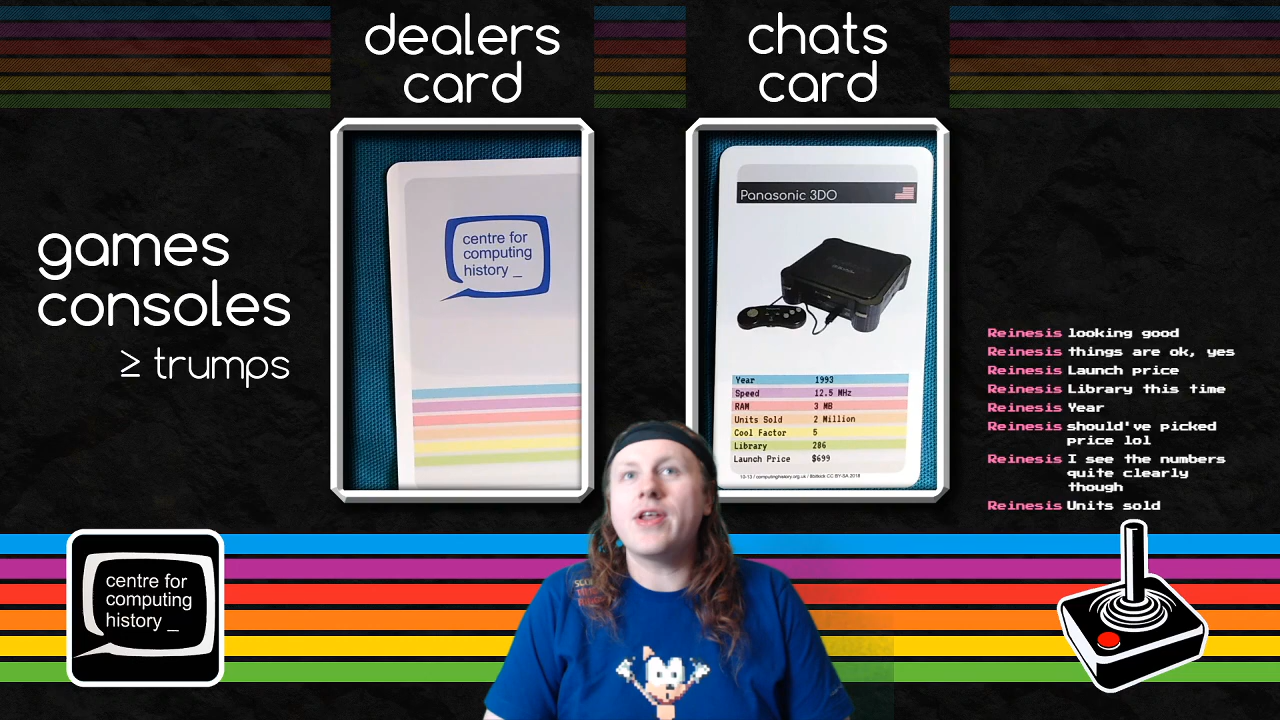 dealers
card
chats
card
games
consoles
≥ trumps
centre for
computing
history _
Panasonic 3DO
Year 1993
Speed 12.5 MHz
RAM 3 MB
Units Sold 2 Million
Cool Factor 5
Library 286
Launch Price $699
Reinesis looking good
Reinesis things are ok, yes
Reinesis Launch price
Reinesis Library this time
Reinesis Year
Reinesis should've picked
price lol
Reinesis I see the numbers
quite clearly
though
Reinesis Units sold
centre for
computing
history _